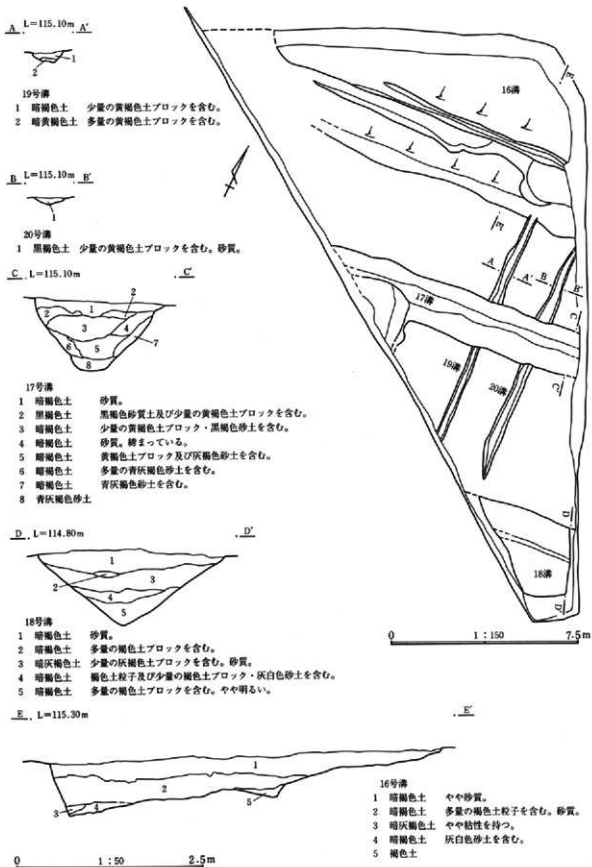 A L=115.10m A'
1
2
19号溝
1 暗褐色土 少量の黄褐色土ブロックを含む。
2 暗黄褐色土 多量の黄褐色土ブロックを含む。
B L=115.10m B'
1
20号溝
1 黒褐色土 少量の黄褐色土ブロックを含む。砂質。
C L=115.10m C'
2
2 1
3 4
7
6 5
8
17号溝
1 暗褐色土 砂質。
2 黒褐色土 黒褐色砂質土及び少量の黄褐色土ブロックを含む。
3 暗褐色土 少量の黄褐色土ブロック・黒褐色砂土を含む。
4 暗褐色土 砂質。締まっている。
5 暗褐色土 黄褐色土ブロック及び灰褐色砂土を含む。
6 暗褐色土 多量の青灰褐色砂土を含む。
7 暗褐色土 青灰褐色砂土を含む。
8 青灰褐色砂土
D L=114.80m D'
1
2 3
4
5
18号溝
1 暗褐色土 砂質。
2 暗褐色土 多量の褐色土ブロックを含む。
3 暗灰褐色土 少量の灰褐色土ブロックを含む。砂質。
4 暗褐色土 褐色土粒子及び少量の褐色土ブロック・灰白色砂土を含む。
5 暗褐色土 多量の褐色土ブロックを含む。やや明るい。
E L=115.30m E'
1
2
3 4 5
16号溝
1 暗褐色土 やや砂質。
2 暗褐色土 多量の褐色土粒子を含む。砂質。
3 暗灰褐色土 やや粘性を持つ。
4 暗褐色土 灰白色砂土を含む。
5 褐色土
0 1:50 2.5m
E
16溝
E'
A A' B B'
C
17溝
C'
19溝
20溝
D
18溝
D'
0 1:150 7.5m